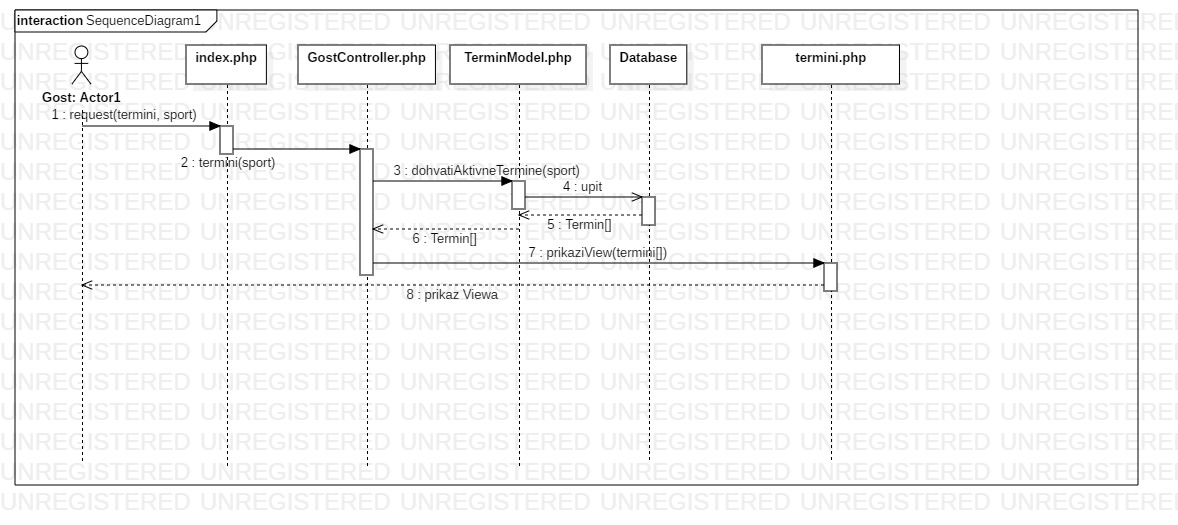 interaction SequenceDiagram1
index.php
GostController.php
TerminModel.php
Database
termini.php
Gost: Actor1
1 : request(termini, sport)
2 : termini(sport)
3 : dohvatiAktivneTermine(sport)
4 : upit
5 : Termin[]
6 : Termin[]
7 : prikaziView(termini[])
8 : prikaz Viewa
UNREGISTERED UNREGISTERED UNREGISTERED UNREGISTERED UNREGISTERED UNREGISTERED